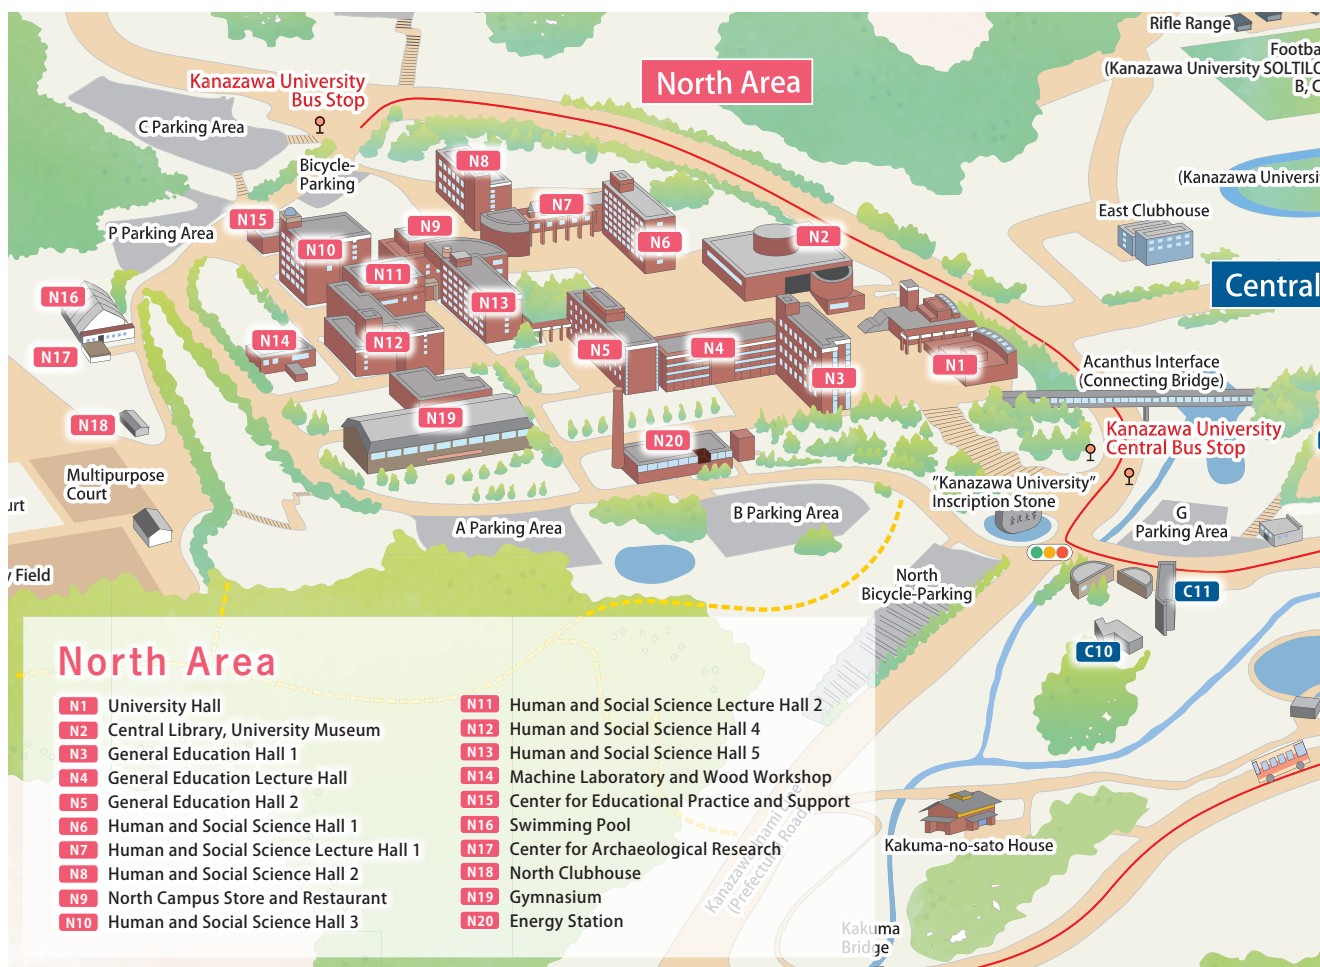 Rifle Range
Footba
(Kanazawa University SOLTILO
B, C
North Area
Kanazawa University
Bus Stop
C Parking Area
Bicycle-
Parking
N8
(Kanazawa Universit
N7
East Clubhouse
N15
N9
P Parking Area
N10
N6
N2
N11
Central
N16
N13
N14
N12
N5
N4
N17
N1
Acanthus Interface
(Connecting Bridge)
N3
N18
N19
N20
Kanazawa University
Central Bus Stop
Multipurpose
Court
urt
"Kanazawa University"
Inscription Stone
金沢大学
A Parking Area
B Parking Area
G
Parking Area
y Field
North
Bicycle-Parking
C11
C10
North Area
N1 University Hall
N2 Central Library, University Museum
N3 General Education Hall 1
N4 General Education Lecture Hall
N5 General Education Hall 2
N6 Human and Social Science Hall 1
N7 Human and Social Science Lecture Hall 1
N8 Human and Social Science Hall 2
N9 North Campus Store and Restaurant
N10 Human and Social Science Hall 3
N11 Human and Social Science Lecture Hall 2
N12 Human and Social Science Hall 4
N13 Human and Social Science Hall 5
N14 Machine Laboratory and Wood Workshop
N15 Center for Educational Practice and Support
N16 Swimming Pool
N17 Center for Archaeological Research
N18 North Clubhouse
N19 Gymnasium
N20 Energy Station
Kakuma-no-sato House
(Prefecture Road)
Kakuma
Bridge